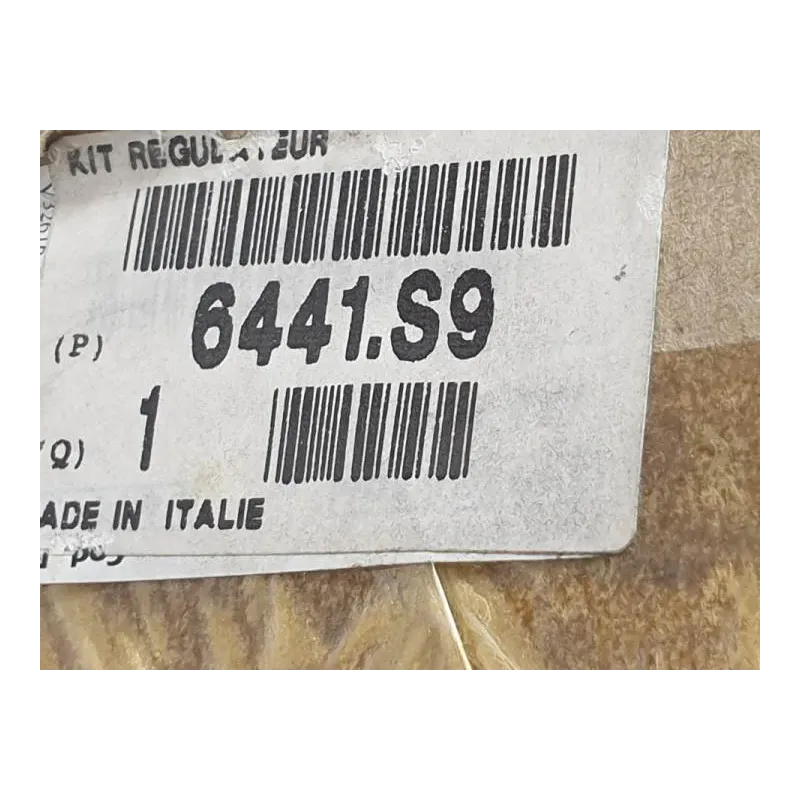 KIT REGULATEUR
(P) 6441.S9
(Q) 1
ADE IN ITALIE